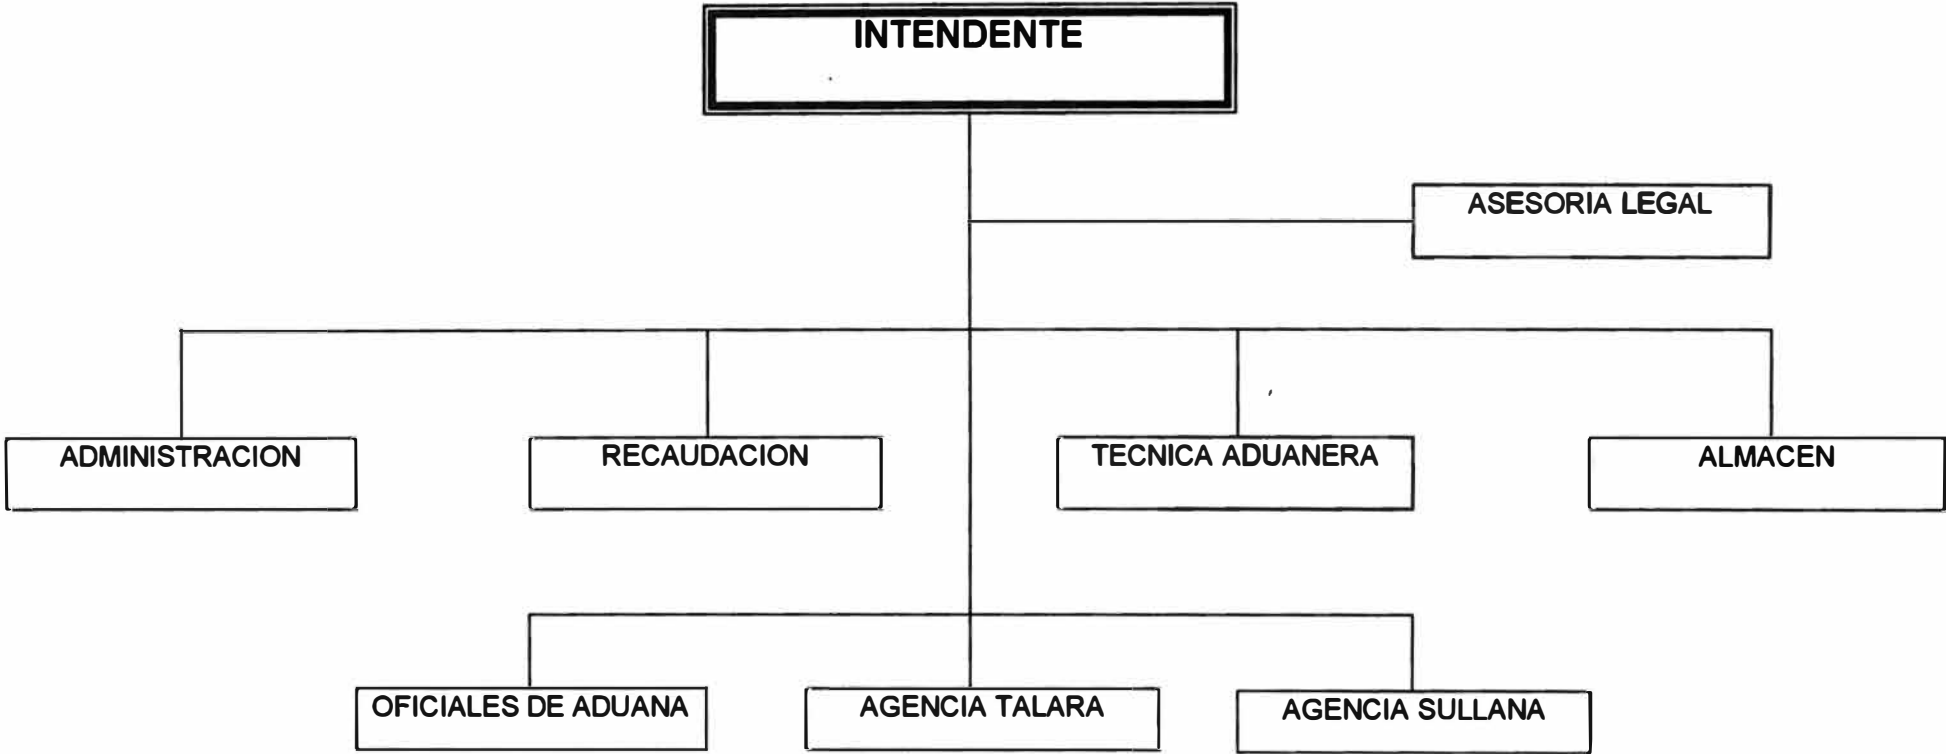 INTENDENTE
ASESORIA LEGAL
ADMINISTRACION
RECAUDACION
TECNICA ADUANERA
ALMACEN
OFICIALES DE ADUANA
AGENCIA TALARA
AGENCIA SULLANA